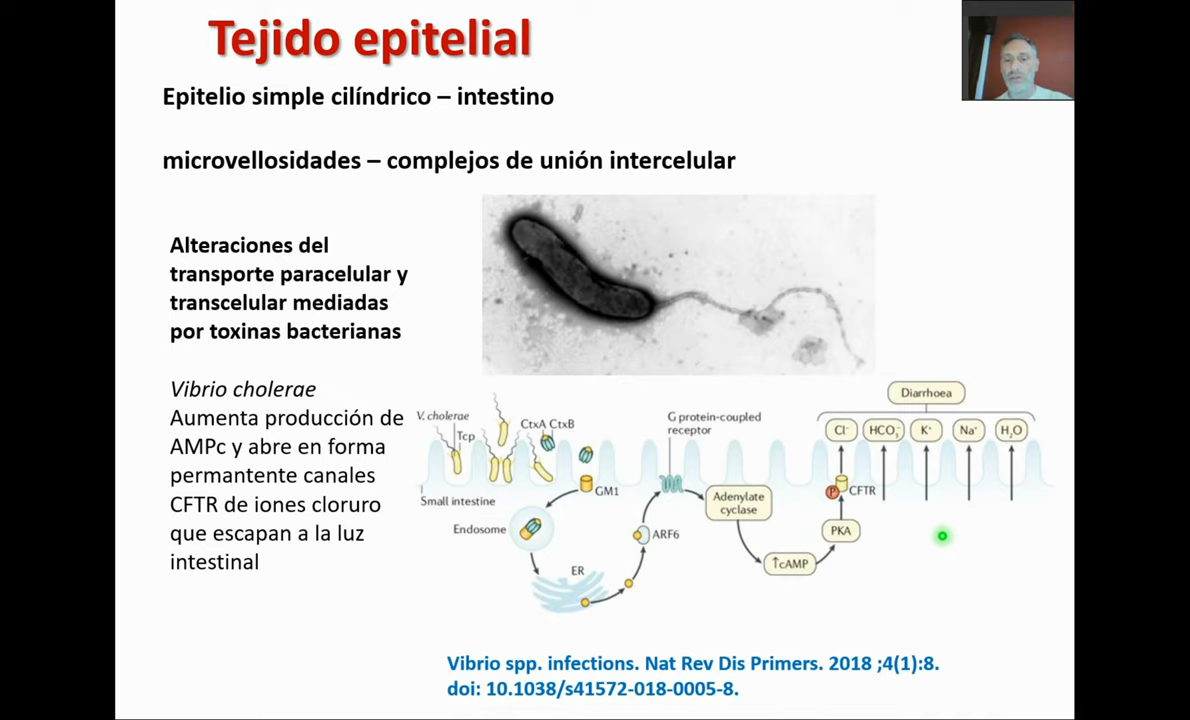 Tejido epitelial
Epitelio simple cilíndrico – intestino
microvellosidades – complejos de unión intercelular
Alteraciones del
transporte paracelular y
transcelular mediadas
por toxinas bacterianas
Vibrio cholerae
Aumenta producción de
AMPc y abre en forma
permantente canales
CFTR de iones cloruro
que escapan a la luz
intestinal
V. cholerae
Tcp
CtxA CtxB
G protein-coupled
receptor
Diarrhoea
Cl⁻
HCO₃⁻
K⁺
Na⁺
H₂O
Small intestine
GM1
Endosome
ER
ARF6
Adenylate
cyclase
↑cAMP
PKA
P
CFTR
Vibrio spp. infections. Nat Rev Dis Primers. 2018 ;4(1):8.
doi: 10.1038/s41572-018-0005-8.